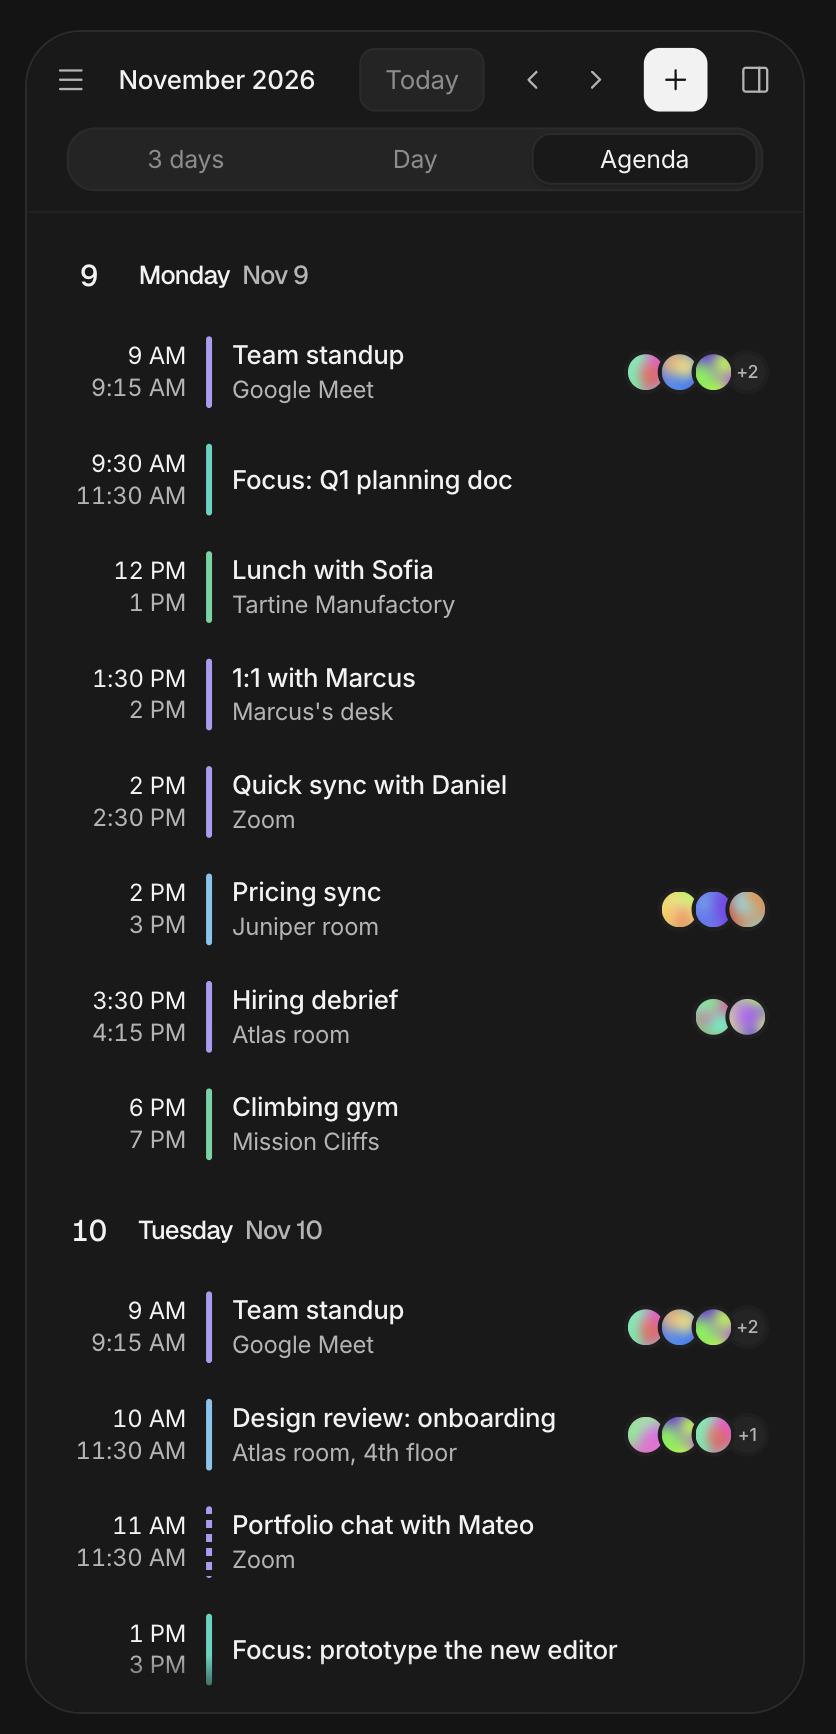 November 2026 Today
3 days Day Agenda
9 Monday Nov 9
9 AM Team standup
9:15 AM Google Meet
+2
9:30 AM
11:30 AM
Focus: Q1 planning doc
12 PM Lunch with Sofia
1 PM Tartine Manufactory
1:30 PM 1:1 with Marcus
2 PM Marcus's desk
2 PM Quick sync with Daniel
2:30 PM Zoom
2 PM Pricing sync
3 PM Juniper room
3:30 PM Hiring debrief
4:15 PM Atlas room
6 PM Climbing gym
7 PM Mission Cliffs
10 Tuesday Nov 10
9 AM Team standup
9:15 AM Google Meet
+2
10 AM Design review: onboarding
11:30 AM Atlas room, 4th floor
+1
11 AM Portfolio chat with Mateo
11:30 AM Zoom
1 PM
3 PM
Focus: prototype the new editor